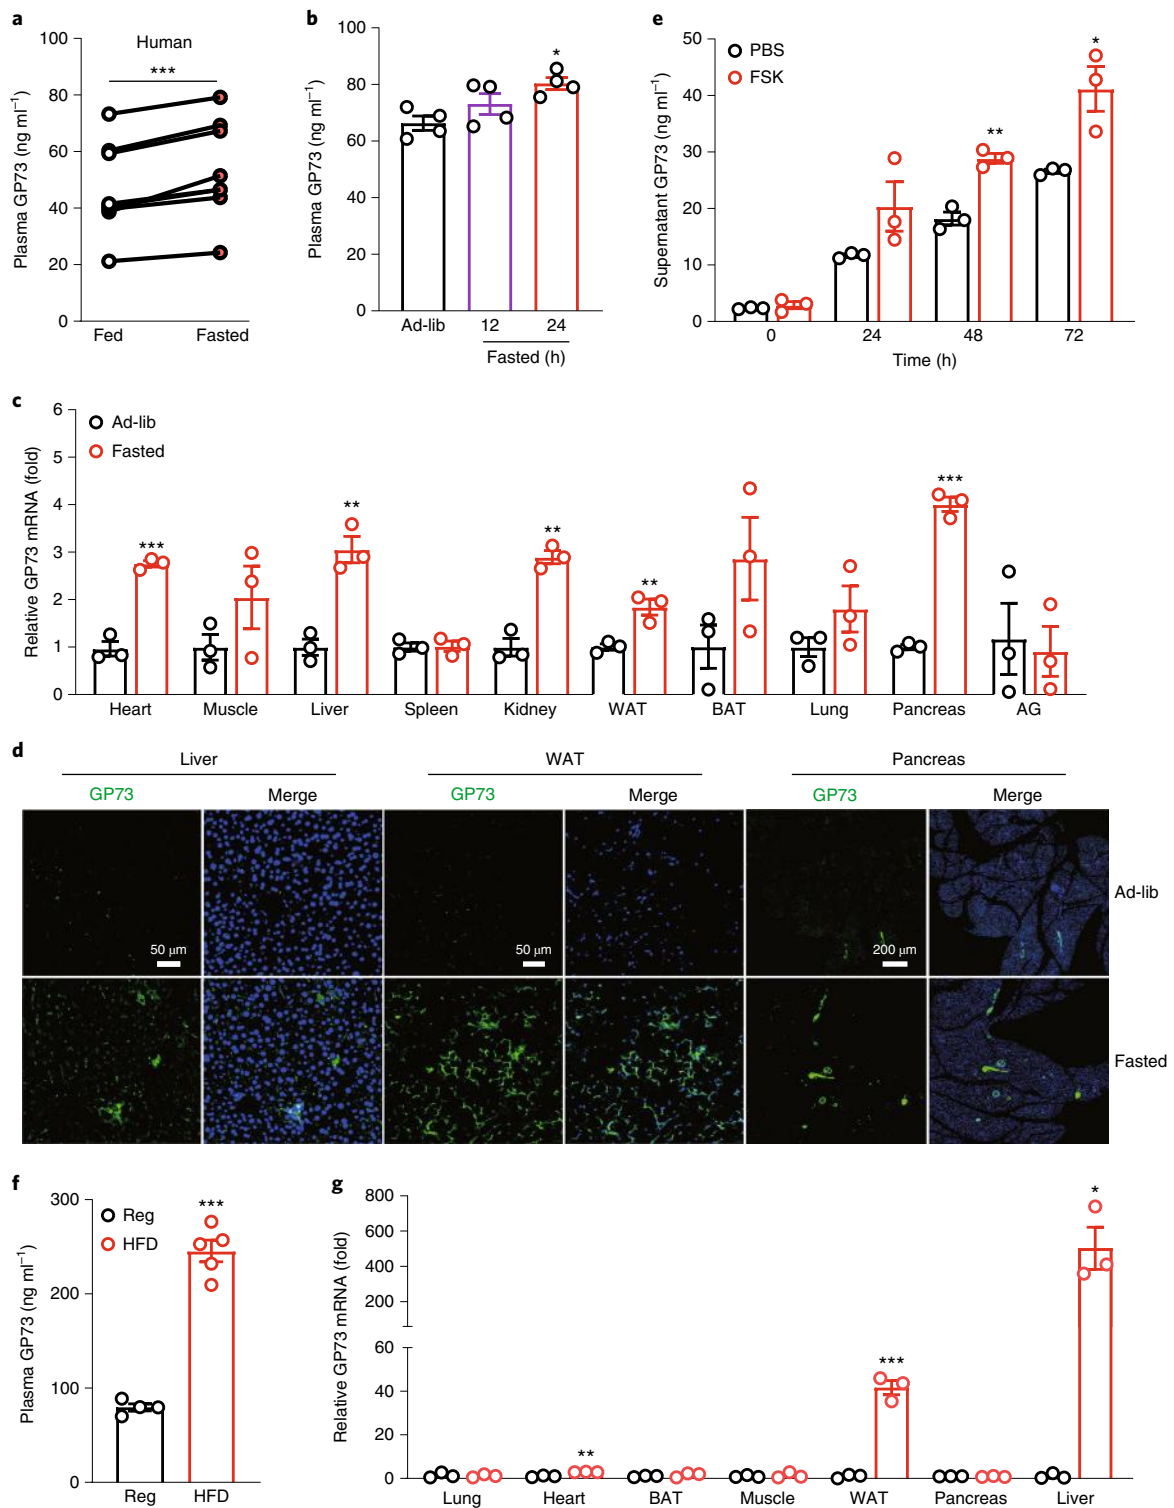 a
Human
***
Plasma GP73 (ng ml⁻¹)
100
80
60
40
20
0
Fed Fasted
b
*
Plasma GP73 (ng ml⁻¹)
100
80
60
40
20
0
Ad-lib 12 24
Fasted (h)
e
PBS
FSK
**
*
Supernatant GP73 (ng ml⁻¹)
50
40
30
20
10
0
0 24 48 72
Time (h)
c
Ad-lib
Fasted
Relative GP73 mRNA (fold)
6
5
4
3
2
1
0
*** ** ** ** ***
Heart Muscle Liver Spleen Kidney WAT BAT Lung Pancreas AG
d
Liver WAT Pancreas
GP73 Merge GP73 Merge GP73 Merge
50 μm 50 μm 200 μm
Ad-lib
Fasted
f
Reg
HFD
***
Plasma GP73 (ng ml⁻¹)
300
200
100
0
Reg HFD
g
Relative GP73 mRNA (fold)
800
600
400
200
60
40
20
0
** *** *
Lung Heart BAT Muscle WAT Pancreas Liver